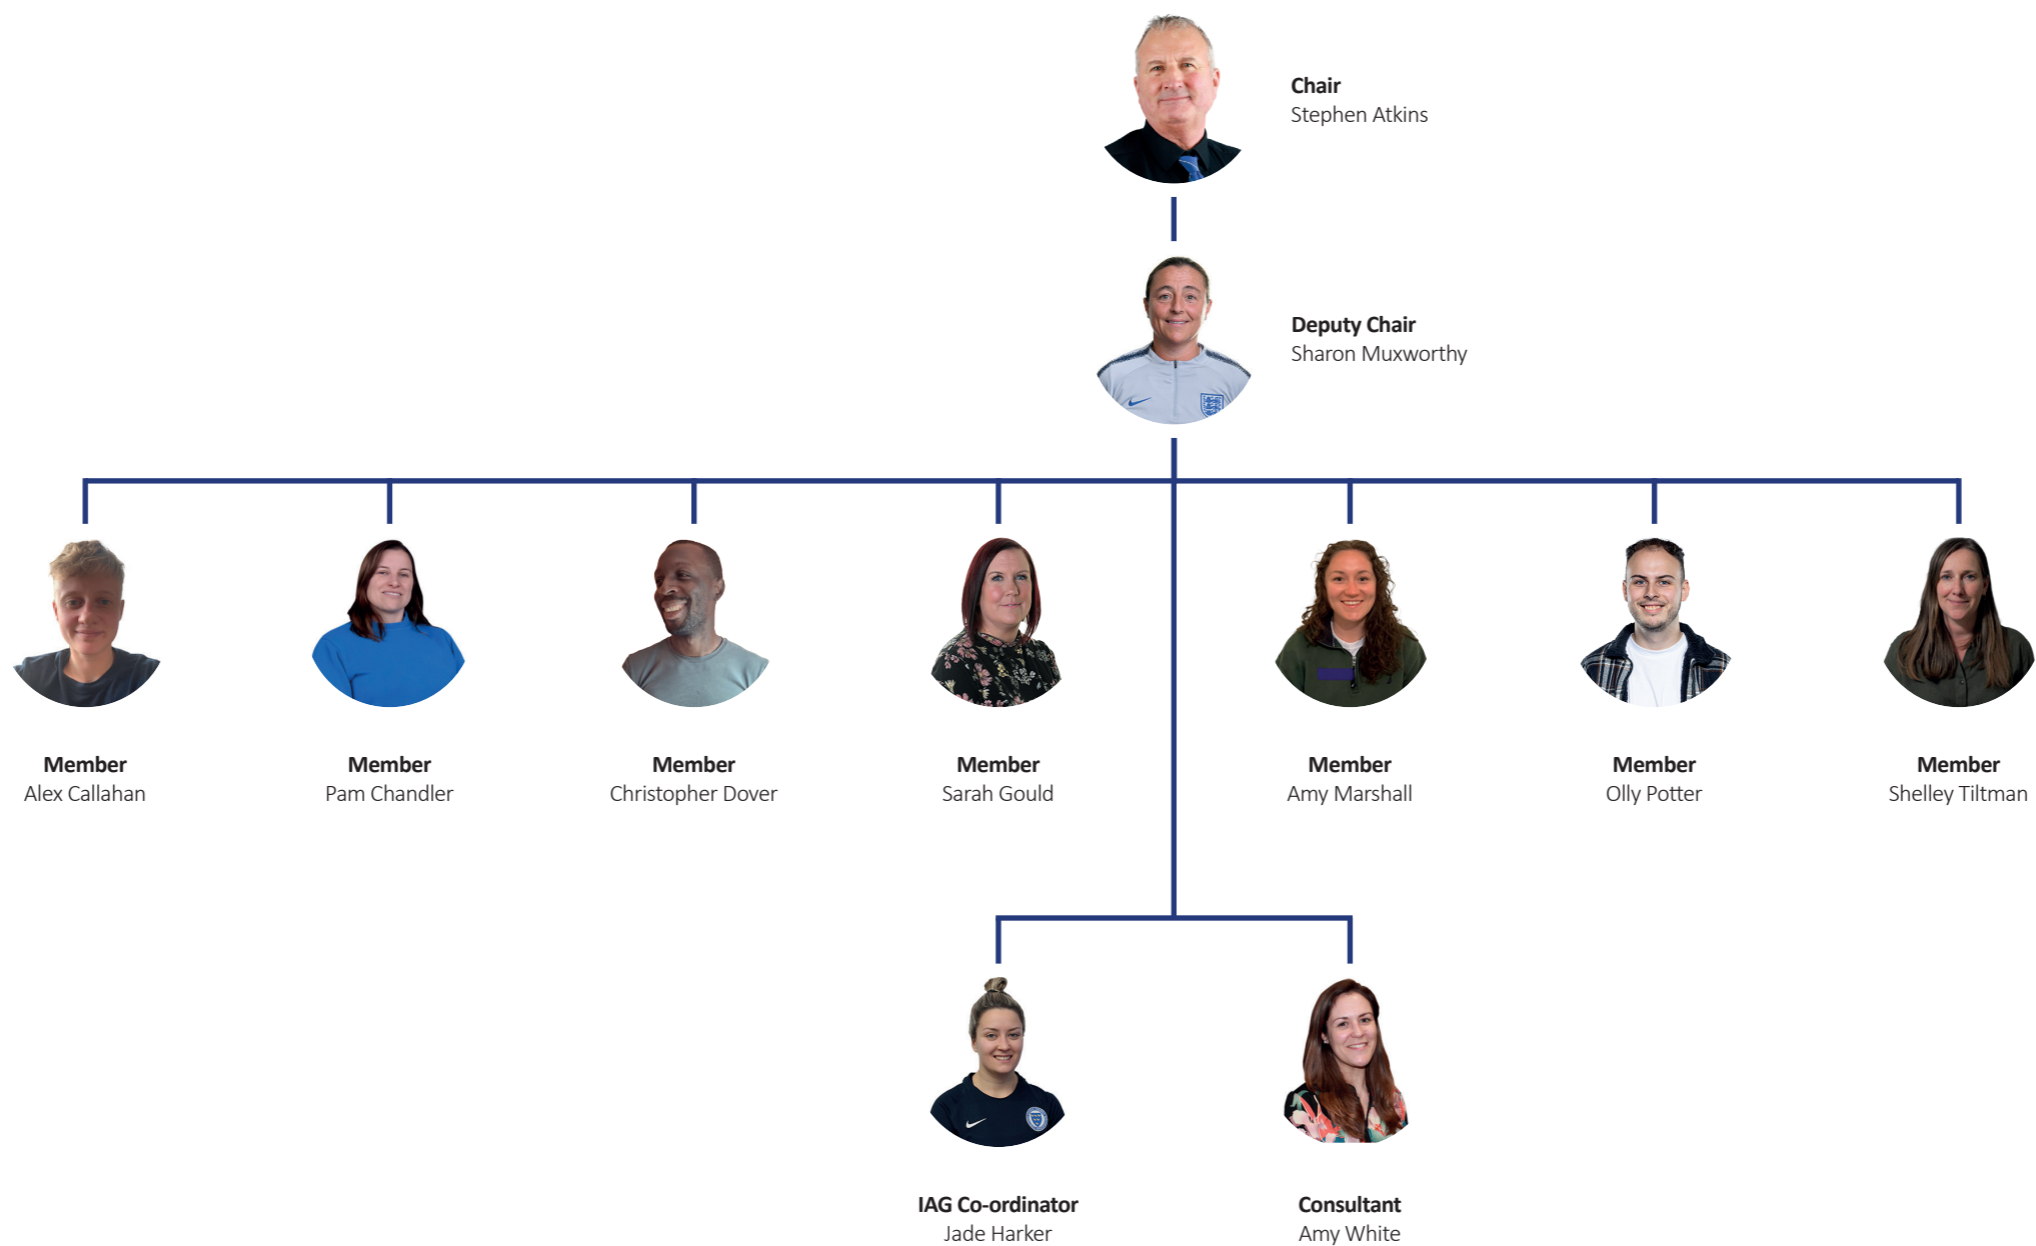 Chair
Stephen Atkins
Deputy Chair
Sharon Muxworthy
Member
Alex Callahan
Member
Pam Chandler
Member
Christopher Dover
Member
Sarah Gould
Member
Amy Marshall
Member
Olly Potter
Member
Shelley Tiltman
IAG Co-ordinator
Jade Harker
Consultant
Amy White